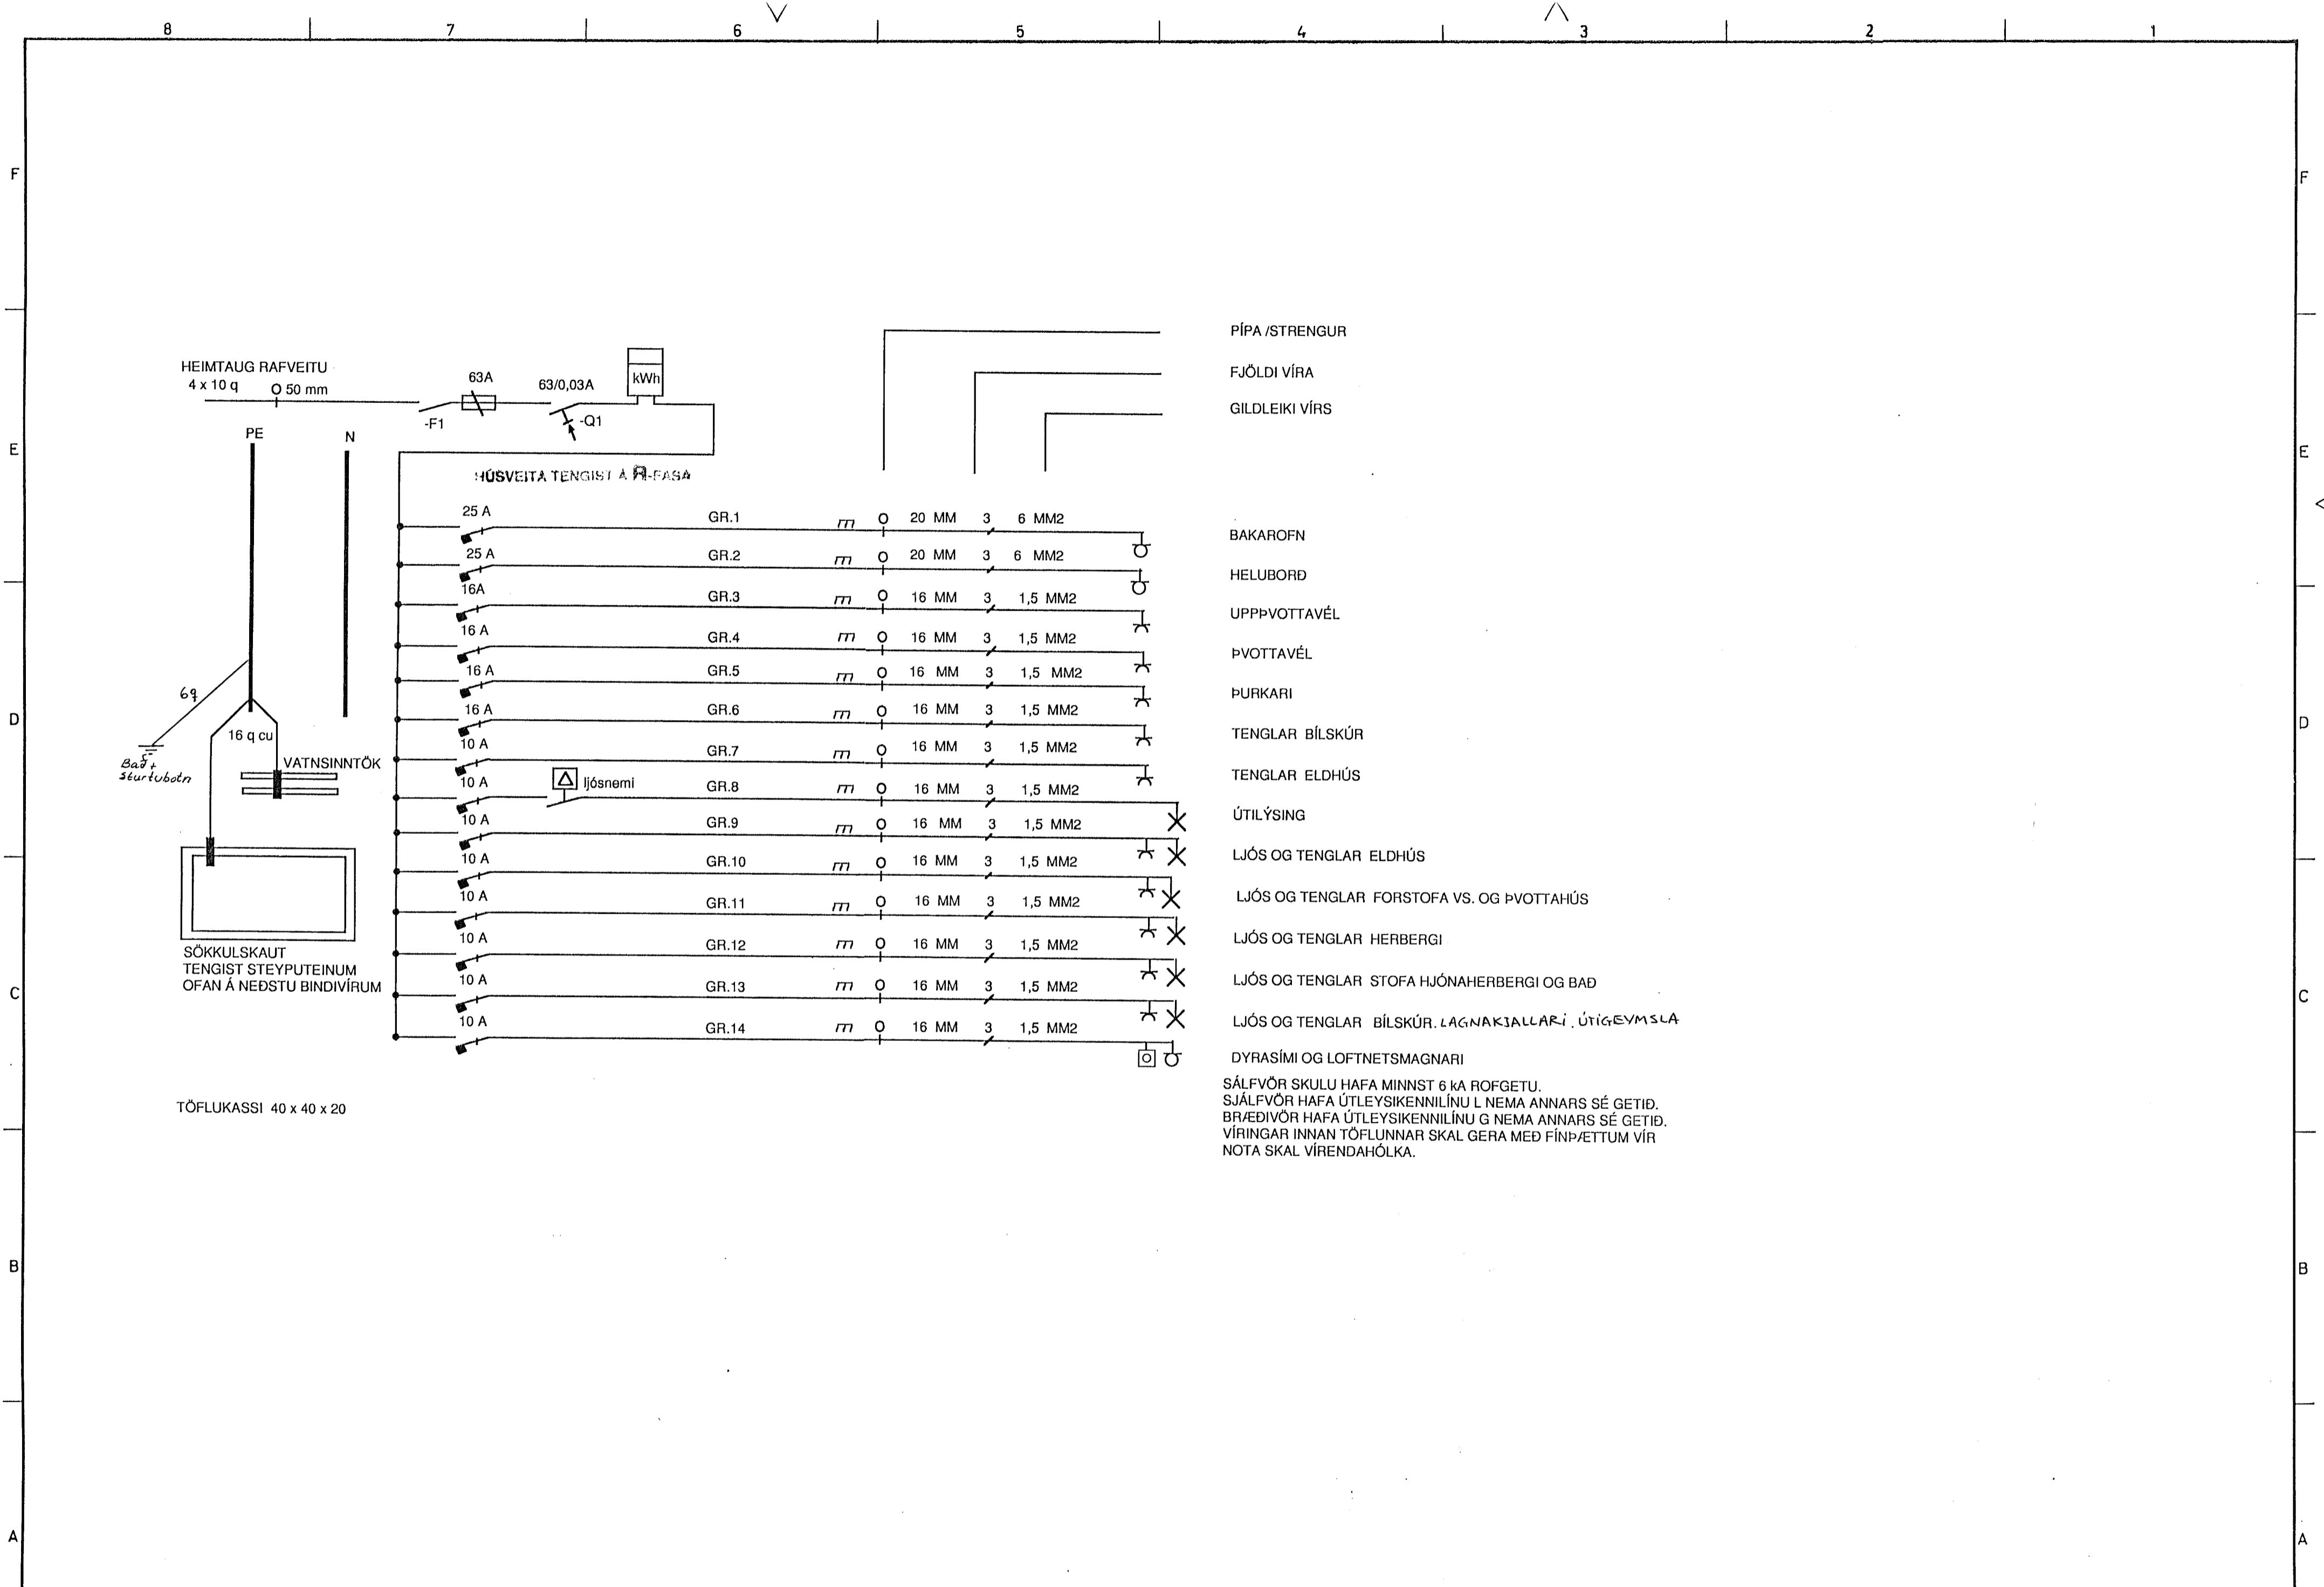 8 7 6 5 4 3 2 1
F F
PÍPA /STRENGUR
FJÖLDI VÍRA
GILDLEIKI VÍRS
HEIMTAUG RAFVEITU
4 x 10 q O 50 mm
63A
63/0,03A
kWh
-F1
-Q1
PE
N
E E
HÚSVEITA TENGIST Á R-FASA
25 A GR.1 20 MM 3 6 MM2 BAKAROFN
25 A GR.2 20 MM 3 6 MM2 HELUBORÐ
16A GR.3 16 MM 3 1,5 MM2 UPPÞVOTTAVÉL
16 A GR.4 16 MM 3 1,5 MM2 ÞVOTTAVÉL
16 A GR.5 16 MM 3 1,5 MM2 ÞURKARI
16 A GR.6 16 MM 3 1,5 MM2 TENGLAR BÍLSKÚR
10 A GR.7 16 MM 3 1,5 MM2 TENGLAR ELDHÚS
10 A ljósnemi GR.8 16 MM 3 1,5 MM2 ÚTILÝSING
10 A GR.9 16 MM 3 1,5 MM2 LJÓS OG TENGLAR ELDHÚS
10 A GR.10 16 MM 3 1,5 MM2 LJÓS OG TENGLAR FORSTOFA VS. OG ÞVOTTAHÚS
10 A GR.11 16 MM 3 1,5 MM2 LJÓS OG TENGLAR HERBERGI
10 A GR.12 16 MM 3 1,5 MM2 LJÓS OG TENGLAR STOFA HJÓNAHERBERGI OG BAÐ
10 A GR.13 16 MM 3 1,5 MM2 LJÓS OG TENGLAR BÍLSKÚR. LAGNAKJALLARI. ÚTIGEYMSLA
10 A GR.14 16 MM 3 1,5 MM2 DYRASÍMI OG LOFTNETSMAGNARI
6q
D D
16 q cu
Bað +
sturtubotn
VATNSINNTÖK
SÖKKULSKAUT
TENGIST STEYPUTEINUM
OFAN Á NEÐSTU BINDIVÍRUM
C C
TÖFLUKASSI 40 x 40 x 20
SÁLFVÖR SKULU HAFA MINNST 6 kA ROFGETU.
SJÁLFVÖR HAFA ÚTLEYSIKENNILÍNU L NEMA ANNARS SÉ GETIÐ.
BRÆÐIVÖR HAFA ÚTLEYSIKENNILÍNU G NEMA ANNARS SÉ GETIÐ.
VÍRINGAR INNAN TÖFLUNNAR SKAL GERA MEÐ FÍNÞÆTTUM VÍR
NOTA SKAL VÍRENDAHÓLKA.
B B
A A